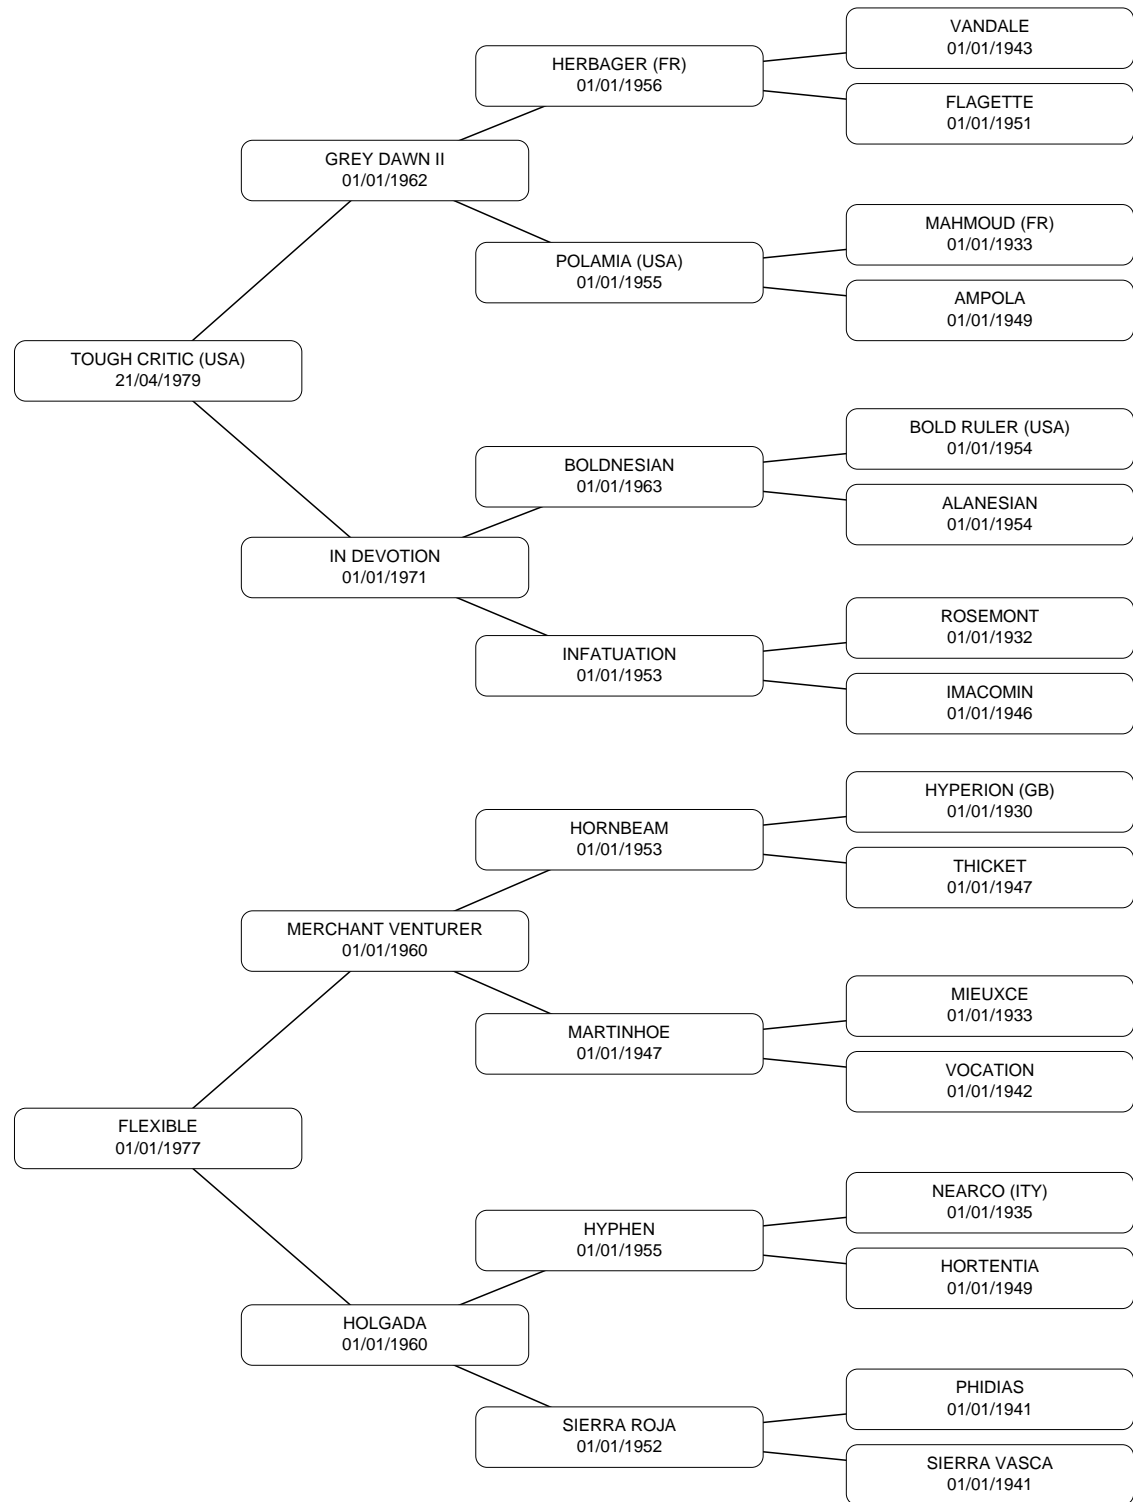 VANDALE
01/01/1943
HERBAGER (FR)
01/01/1956
FLAGETTE
01/01/1951
GREY DAWN II
01/01/1962
MAHMOUD (FR)
01/01/1933
POLAMIA (USA)
01/01/1955
AMPOLA
01/01/1949
TOUGH CRITIC (USA)
21/04/1979
BOLD RULER (USA)
01/01/1954
BOLDNESIAN
01/01/1963
ALANESIAN
01/01/1954
IN DEVOTION
01/01/1971
ROSEMONT
01/01/1932
INFATUATION
01/01/1953
IMACOMIN
01/01/1946
HYPERION (GB)
01/01/1930
HORNBEAM
01/01/1953
THICKET
01/01/1947
MERCHANT VENTURER
01/01/1960
MIEUXCE
01/01/1933
MARTINHOE
01/01/1947
VOCATION
01/01/1942
FLEXIBLE
01/01/1977
NEARCO (ITY)
01/01/1935
HYPHEN
01/01/1955
HORTENTIA
01/01/1949
HOLGADA
01/01/1960
PHIDIAS
01/01/1941
SIERRA ROJA
01/01/1952
SIERRA VASCA
01/01/1941